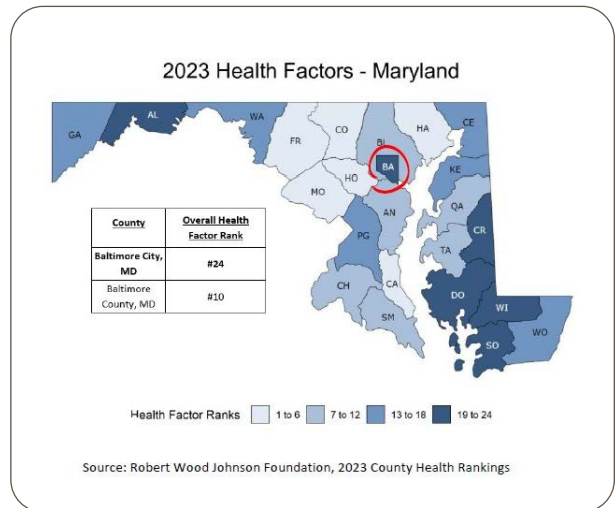 2023 Health Factors - Maryland
GA
AL
WA
FR
CO
BL
HA
CE
HO
BA
KE
MO
AN
QA
PG
TA
CR
CH
CA
DO
WI
SM
SO
WO
County
Overall Health
Factor Rank
Baltimore City,
MD
#24
Baltimore
County, MD
#10
Health Factor Ranks
1 to 6
7 to 12
13 to 18
19 to 24
Source: Robert Wood Johnson Foundation, 2023 County Health Rankings